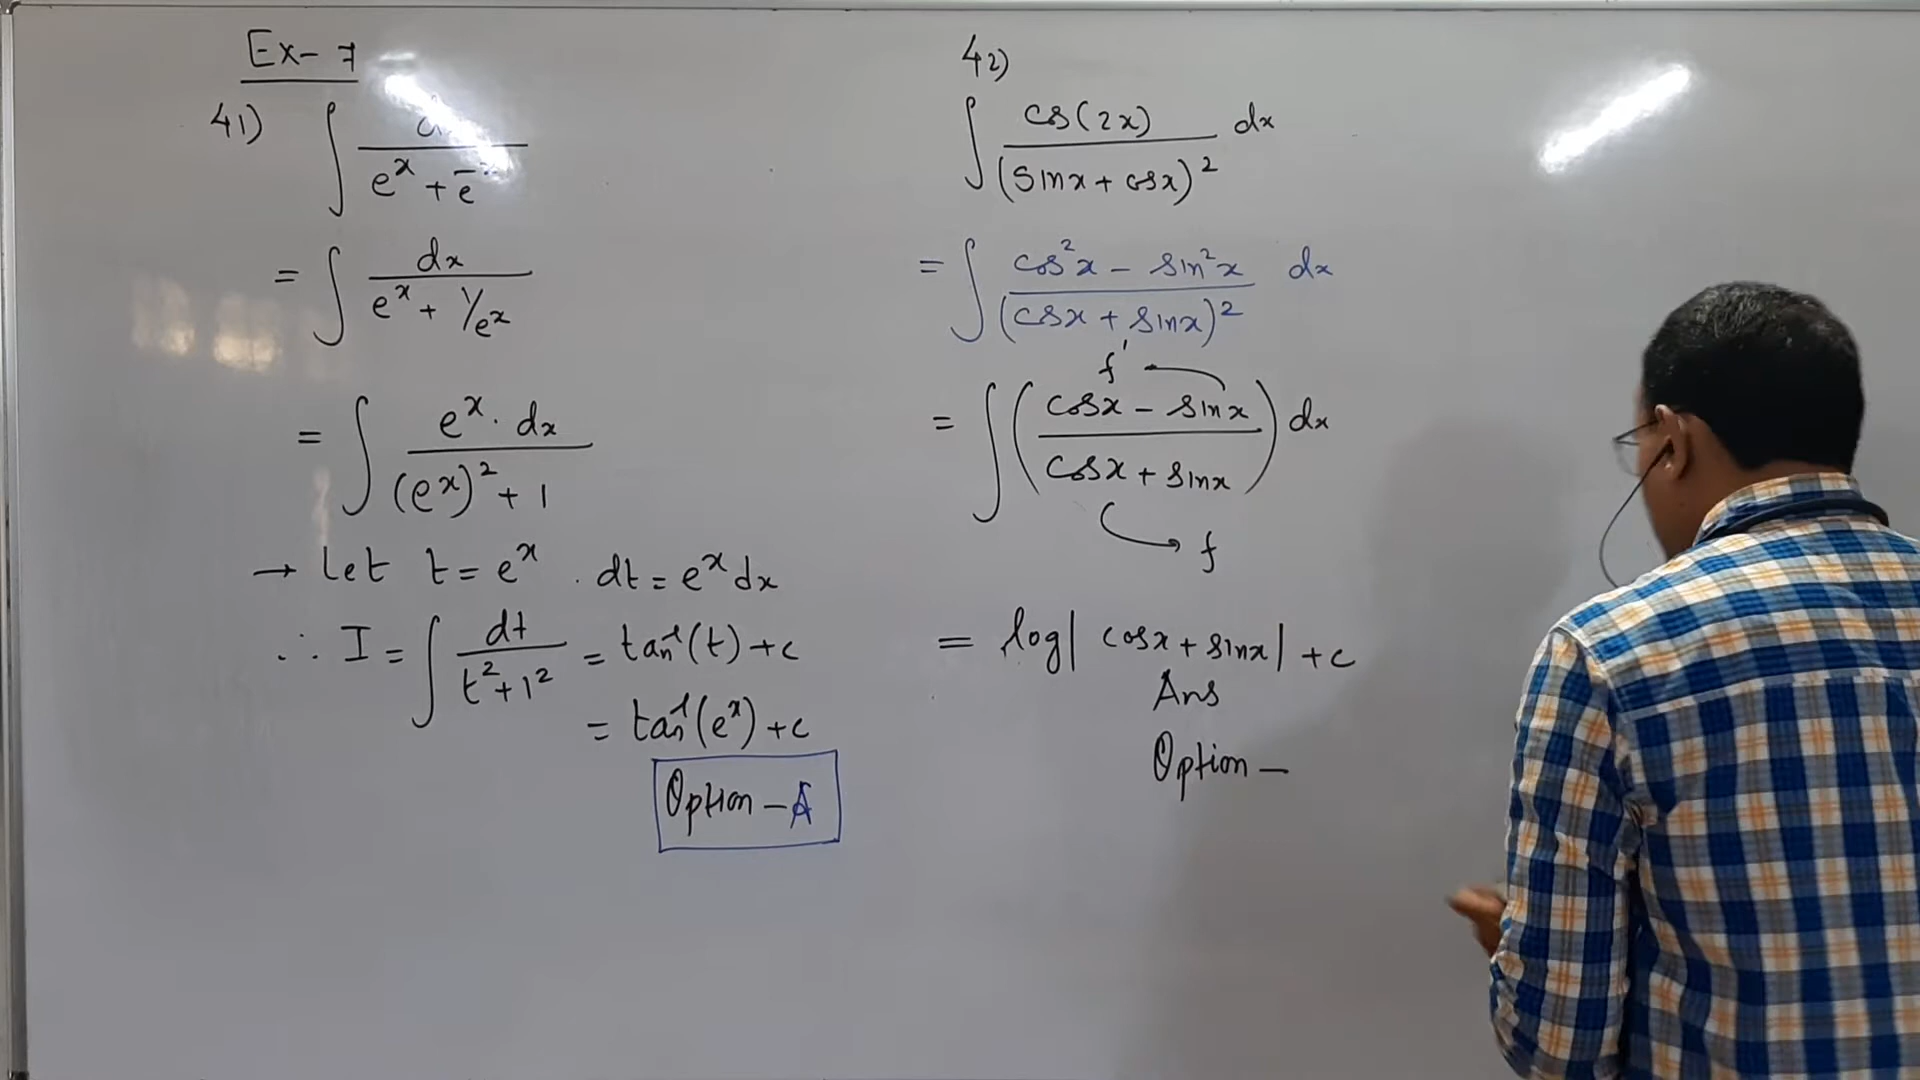 Ex- 7
41) ∫ / e^x + e^-
= ∫ dx / e^x + 1/e^x
= ∫ e^x · dx / (e^x)^2 + 1
→ Let t = e^x . dt = e^x dx
∴ I = ∫ dt / t^2 + 1^2 = tan^-1(t) + c
= tan^-1(e^x) + c
Option - A
42)
∫ cos(2x) / (sinx + cosx)^2 dx
= ∫ cos^2x - sin^2x / (cosx + sinx)^2 dx
f'
= ∫ (cosx - sinx / cosx + sinx) dx
f
= log| cosx + sinx | + c
Ans
Option -